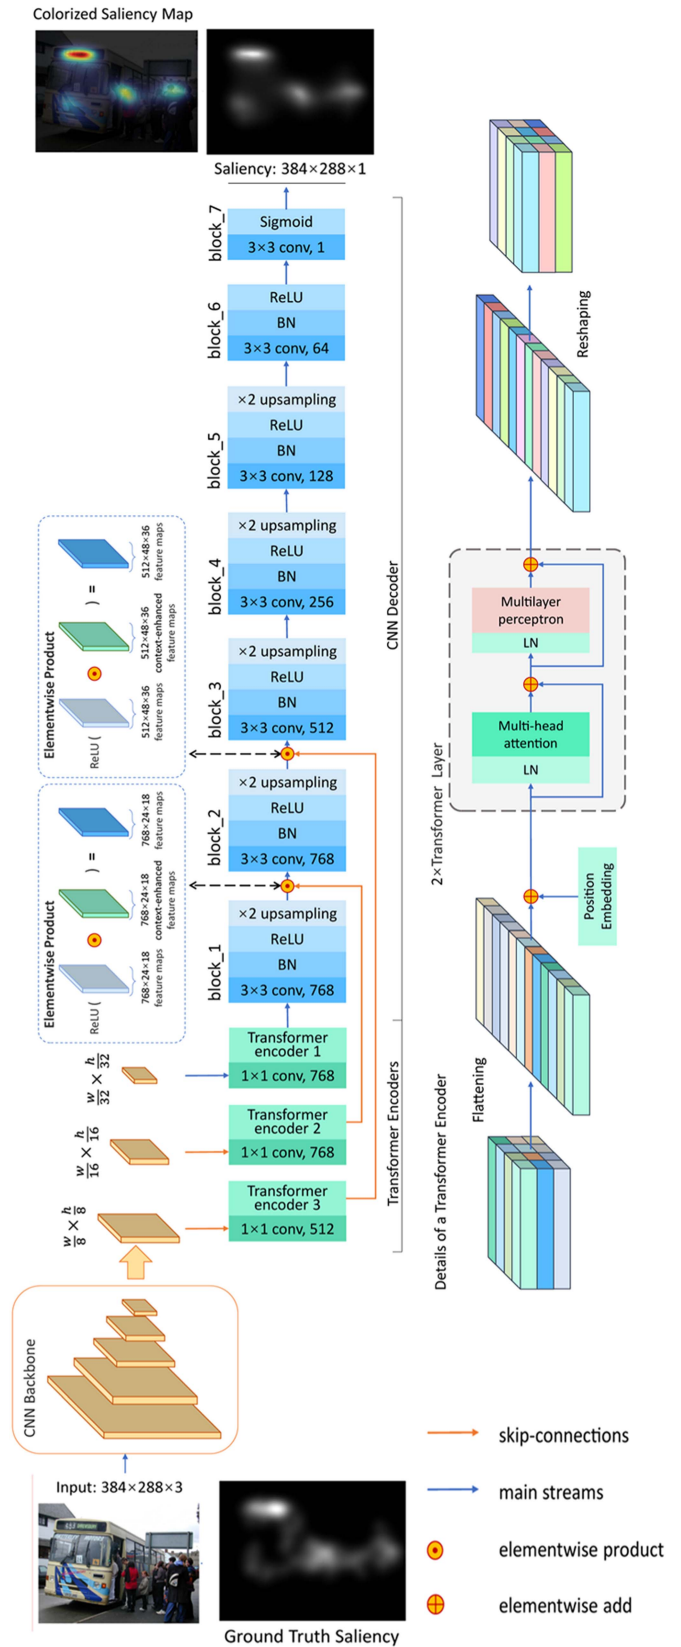 Colorized Saliency Map
Saliency: 384×288×1
block_7
Sigmoid
3×3 conv, 1
block_6
ReLU
BN
3×3 conv, 64
block_5
×2 upsampling
ReLU
BN
3×3 conv, 128
block_4
×2 upsampling
ReLU
BN
3×3 conv, 256
block_3
×2 upsampling
ReLU
BN
3×3 conv, 512
block_2
×2 upsampling
ReLU
BN
3×3 conv, 768
block_1
×2 upsampling
ReLU
BN
3×3 conv, 768
Elementwise Product
ReLU (
512×48×36
feature maps
512×48×36
context-enhanced
feature maps
) =
512×48×36
feature maps
Elementwise Product
ReLU (
768×24×18
feature maps
768×24×18
context-enhanced
feature maps
) =
768×24×18
feature maps
CNN Decoder
w/32 × h/32
Transformer
encoder 1
1×1 conv, 768
w/16 × h/16
Transformer
encoder 2
1×1 conv, 768
w/8 × h/8
Transformer
encoder 3
1×1 conv, 512
Transformer Encoders
CNN Backbone
Input: 384×288×3
Ground Truth Saliency
Reshaping
2×Transformer Layer
Multilayer
perceptron
LN
Multi-head
attention
LN
Position
Embedding
Flattening
Details of a Transformer Encoder
skip-connections
main streams
elementwise product
elementwise add